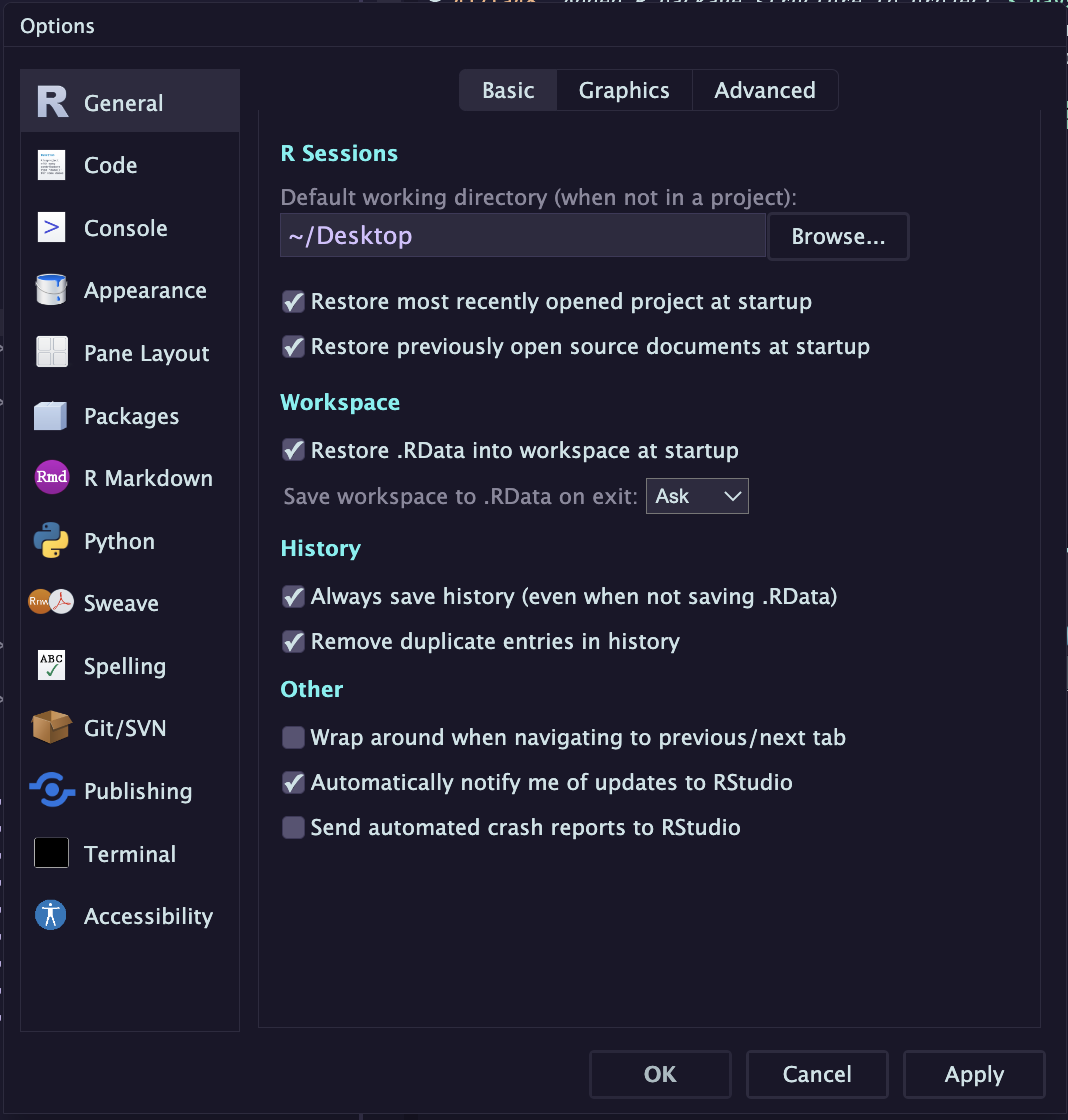 Options
General
Code
Console
Appearance
Pane Layout
Packages
Rmd R Markdown
Python
Sweave
ABC Spelling
Git/SVN
Publishing
Terminal
Accessibility
Basic Graphics Advanced
R Sessions
Default working directory (when not in a project):
~/Desktop Browse...
Restore most recently opened project at startup
Restore previously open source documents at startup
Workspace
Restore .RData into workspace at startup
Save workspace to .RData on exit: Ask
History
Always save history (even when not saving .RData)
Remove duplicate entries in history
Other
Wrap around when navigating to previous/next tab
Automatically notify me of updates to RStudio
Send automated crash reports to RStudio
OK Cancel Apply